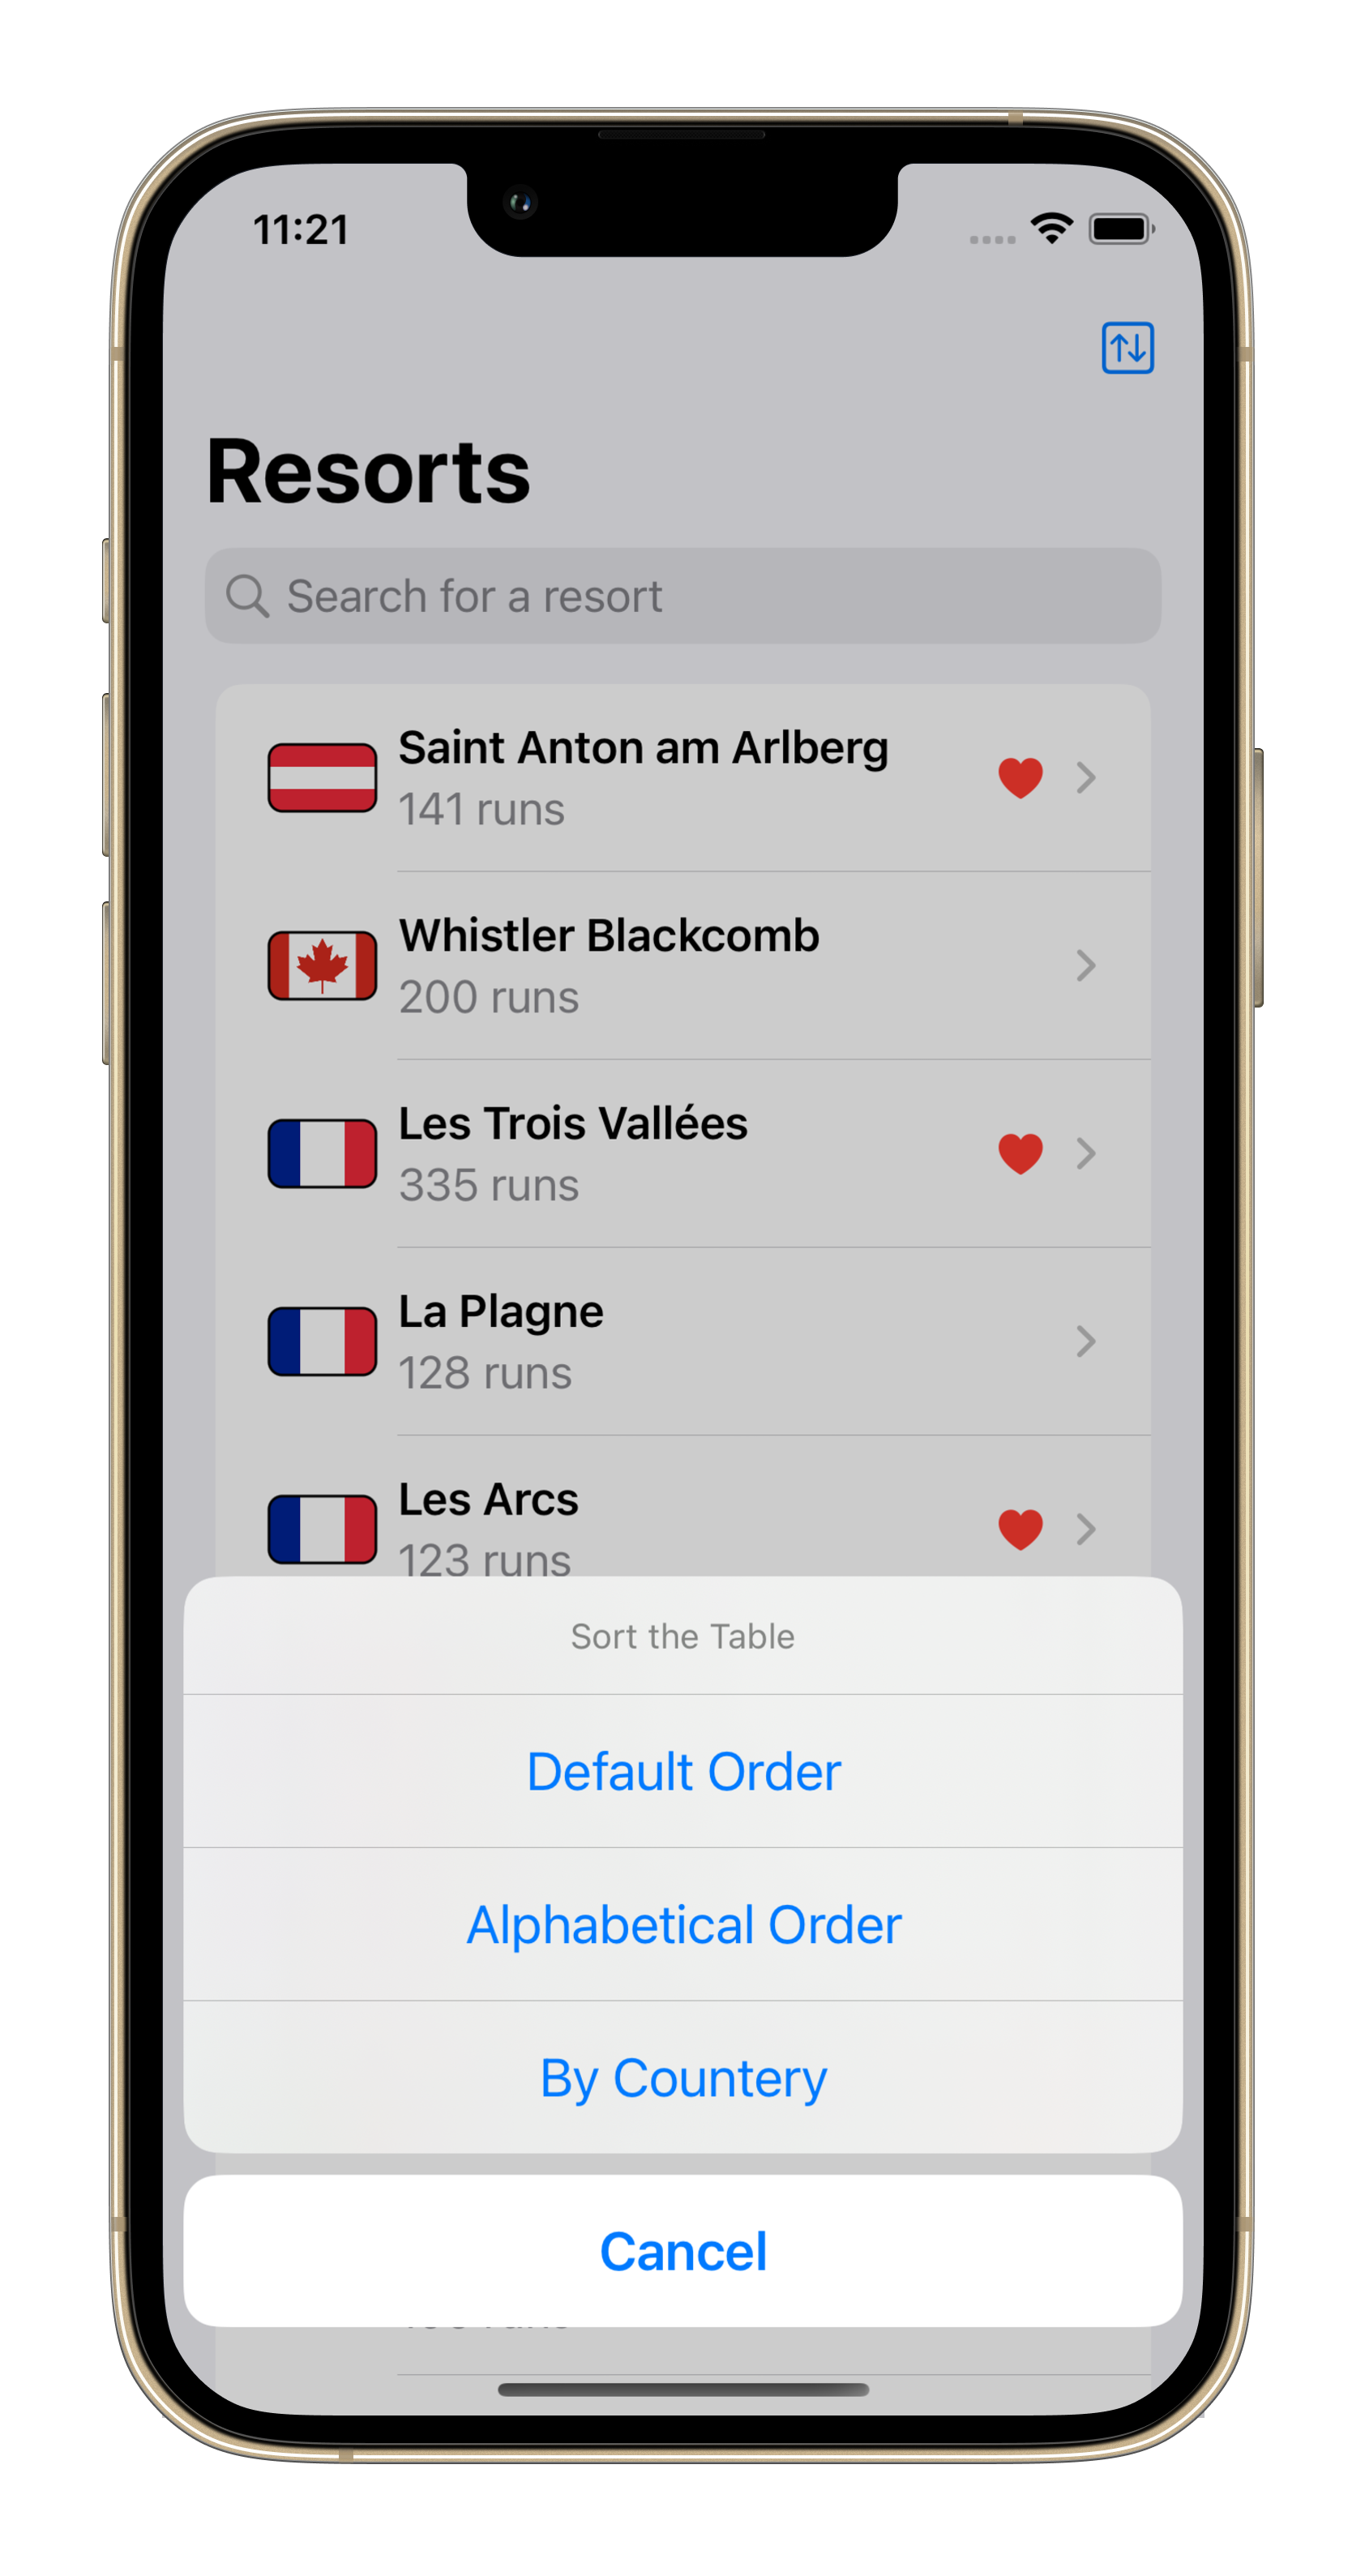 11:21
Resorts
Search for a resort
Saint Anton am Arlberg
141 runs
Whistler Blackcomb
200 runs
Les Trois Vallées
335 runs
La Plagne
128 runs
Les Arcs
123 runs
Sort the Table
Default Order
Alphabetical Order
By Countery
Cancel